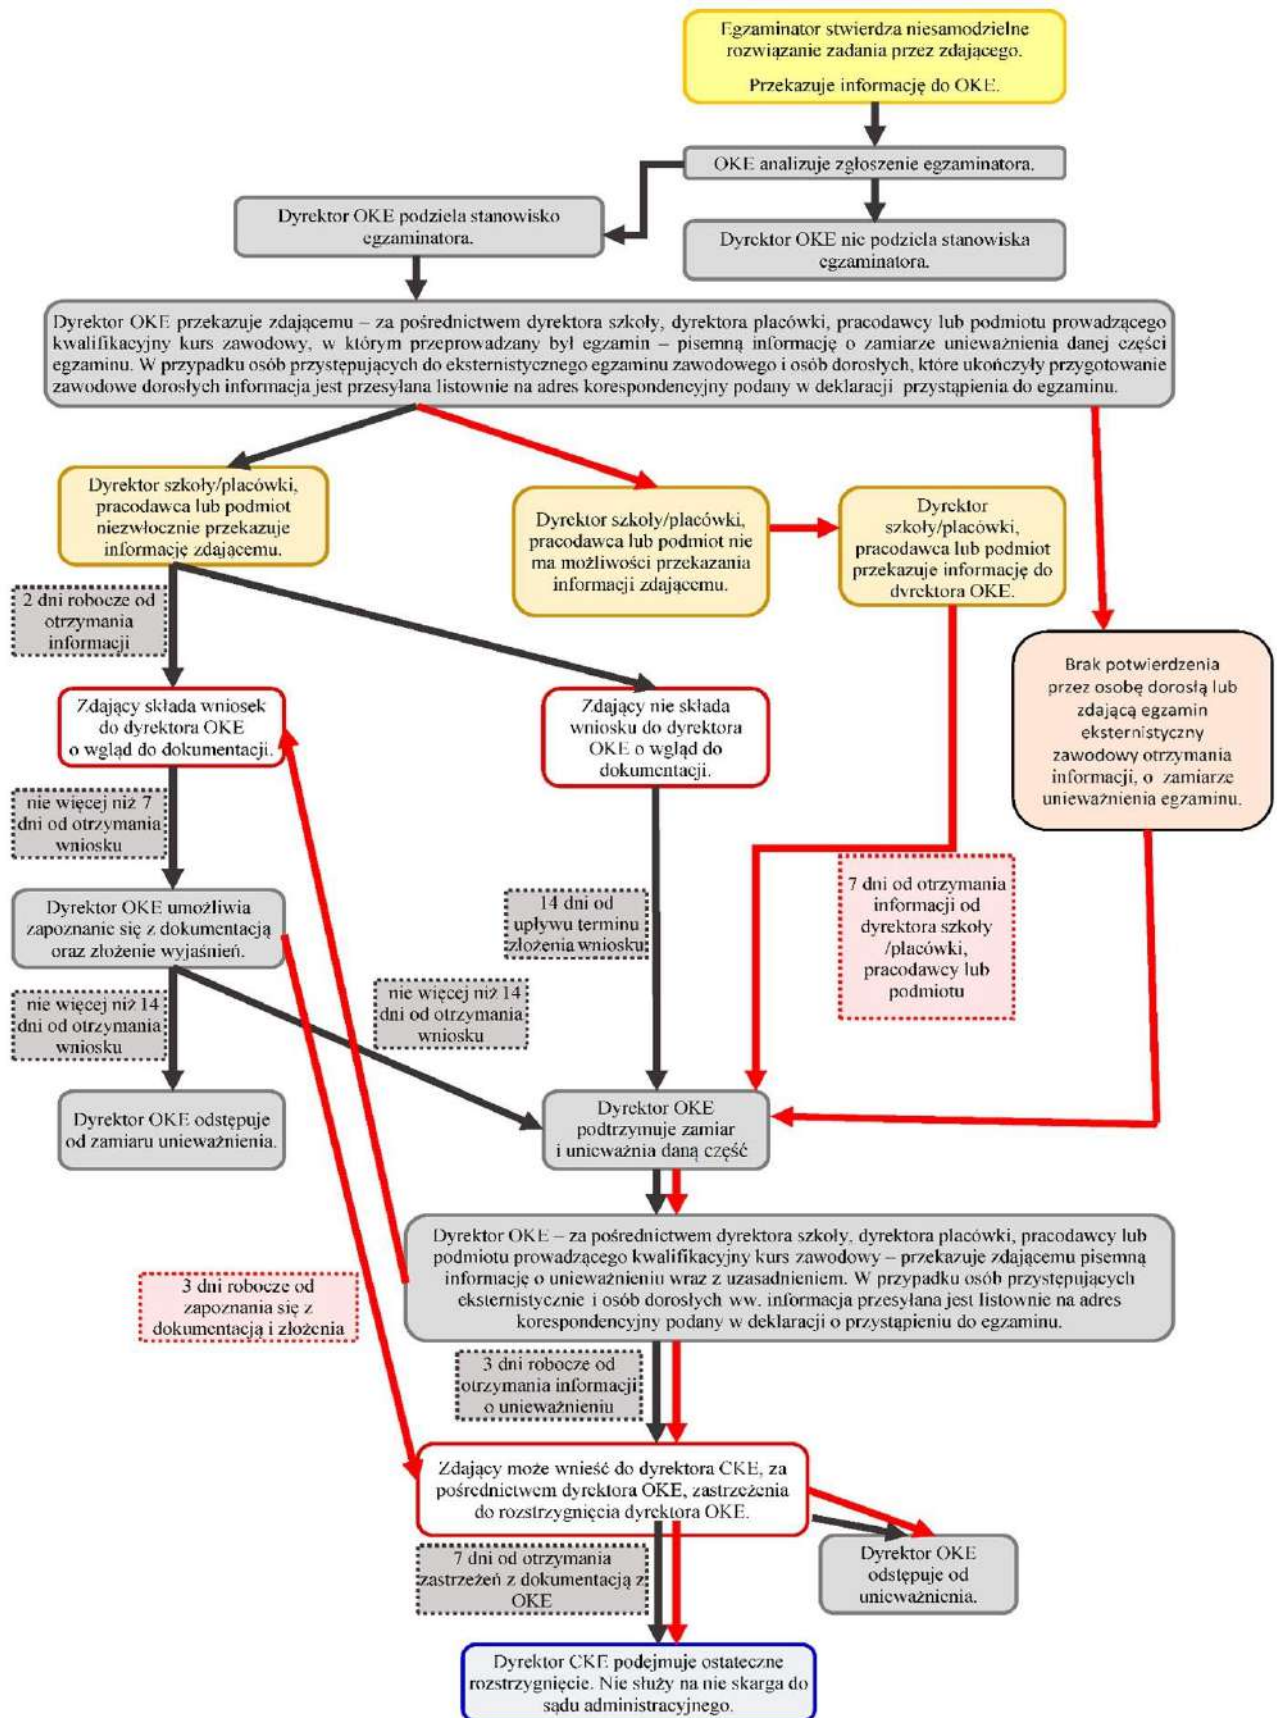 Egzaminator stwierdza niesamodzielne
rozwiązanie zadania przez zdającego.
Przekazuje informację do OKE.
OKE analizuje zgłoszenie egzaminatora.
Dyrektor OKE podziela stanowisko
egzaminatora.
Dyrektor OKE nie podziela stanowiska
egzaminatora.
Dyrektor OKE przekazuje zdającemu – za pośrednictwem dyrektora szkoły, dyrektora placówki, pracodawcy lub podmiotu prowadzącego
kwalifikacyjny kurs zawodowy, w którym przeprowadzany był egzamin – pisemną informację o zamiarze unieważnienia danej części
egzaminu. W przypadku osób przystępujących do eksternistycznego egzaminu zawodowego i osób dorosłych, które ukończyły przygotowanie
zawodowe dorosłych informacja jest przesyłana listownie na adres korespondencyjny podany w deklaracji przystąpienia do egzaminu.
Dyrektor szkoły/placówki,
pracodawca lub podmiot
niezwłocznie przekazuje
informację zdającemu.
Dyrektor szkoły/placówki,
pracodawca lub podmiot nie
ma możliwości przekazania
informacji zdającemu.
Dyrektor
szkoły/placówki,
pracodawca lub podmiot
przekazuje informację do
dyrektora OKE.
2 dni robocze od
otrzymania
informacji
Brak potwierdzenia
przez osobę dorosłą lub
zdającą egzamin
eksternistyczny
zawodowy otrzymania
informacji, o zamiarze
unieważnienia egzaminu.
Zdający składa wniosek
do dyrektora OKE
o wgląd do dokumentacji.
Zdający nie składa
wniosku do dyrektora
OKE o wgląd do
dokumentacji.
nie więcej niż 7
dni od otrzymania
wniosku
Dyrektor OKE umożliwia
zapoznanie się z dokumentacją
oraz złożenie wyjaśnień.
14 dni od
upływu terminu
złożenia wniosku
7 dni od otrzymania
informacji od
dyrektora szkoły
/placówki,
pracodawcy lub
podmiotu
nie więcej niż 14
dni od otrzymania
wniosku
nie więcej niż 14
dni od otrzymania
wniosku
Dyrektor OKE odstępuje
od zamiaru unieważnienia.
Dyrektor OKE
podtrzymuje zamiar
i unieważnia daną część
Dyrektor OKE – za pośrednictwem dyrektora szkoły, dyrektora placówki, pracodawcy lub
podmiotu prowadzącego kwalifikacyjny kurs zawodowy – przekazuje zdającemu pisemną
informację o unieważnieniu wraz z uzasadnieniem. W przypadku osób przystępujących
eksternistycznie i osób dorosłych ww. informacja przesyłana jest listownie na adres
korespondencyjny podany w deklaracji o przystąpieniu do egzaminu.
3 dni robocze od
zapoznania się z
dokumentacją i złożenia
3 dni robocze od
otrzymania informacji
o unieważnieniu
Zdający może wnieść do dyrektora CKE, za
pośrednictwem dyrektora OKE, zastrzeżenia
do rozstrzygnięcia dyrektora OKE.
7 dni od otrzymania
zastrzeżeń z dokumentacją z
OKE
Dyrektor OKE
odstępuje od
unieważnienia.
Dyrektor CKE podejmuje ostateczne
rozstrzygnięcie. Nie służy na nie skarga do
sądu administracyjnego.